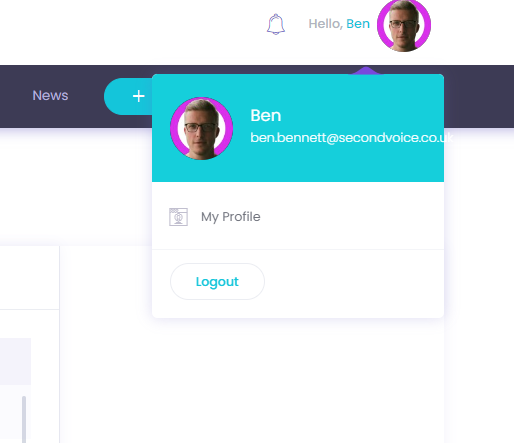 Hello, Ben
News
+
Ben
ben.bennett@secondvoice.co.uk
My Profile
Logout